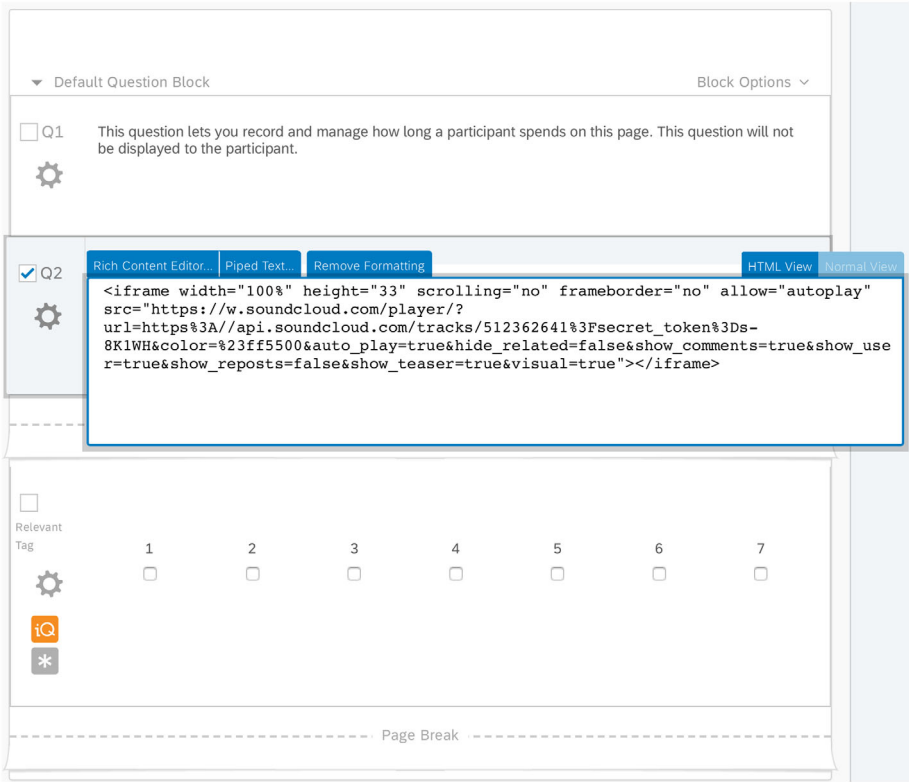 Default Question Block
Block Options
Q1
This question lets you record and manage how long a participant spends on this page. This question will not
be displayed to the participant.
Q2
Rich Content Editor... Piped Text... Remove Formatting
HTML View Normal View
<iframe width="100%" height="33" scrolling="no" frameborder="no" allow="autoplay"
src="https://w.soundcloud.com/player/?
url=https%3A//api.soundcloud.com/tracks/512362641%3Fsecret_token%3Ds-
8K1WH&color=%23ff5500&auto_play=true&hide_related=false&show_comments=true&show_use
r=true&show_reposts=false&show_teaser=true&visual=true"></iframe>
Relevant
Tag
1 2 3 4 5 6 7
iQ
*
Page Break